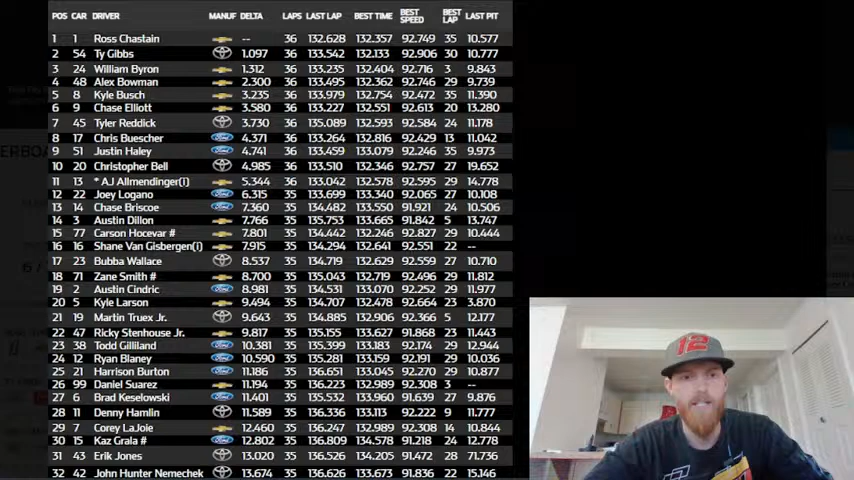 POS CAR DRIVER MANUF DELTA LAPS LAST LAP BEST TIME BEST SPEED BEST LAP LAST PIT
1 1 Ross Chastain -- 36 132.628 132.357 92.749 35 10.577
2 54 Ty Gibbs 1.097 36 133.542 132.133 92.906 30 10.777
3 24 William Byron 1.312 36 133.235 132.404 92.716 3 9.843
4 48 Alex Bowman 2.300 36 133.495 132.362 92.746 29 9.739
5 8 Kyle Busch 3.235 36 133.979 132.754 92.472 35 11.390
6 9 Chase Elliott 3.580 36 133.227 132.551 92.613 20 13.280
7 45 Tyler Reddick 3.730 36 135.089 132.593 92.584 24 11.178
8 17 Chris Buescher Ford 4.371 36 133.264 132.816 92.429 13 11.042
9 51 Justin Haley Ford 4.741 36 133.459 133.079 92.246 35 9.973
10 20 Christopher Bell 4.985 36 133.510 132.346 92.757 27 19.652
11 13 * AJ Allmendinger(i) 5.344 36 133.042 132.578 92.595 29 14.778
12 22 Joey Logano Ford 6.315 35 133.699 133.340 92.065 27 10.108
13 14 Chase Briscoe Ford 7.360 35 134.482 133.550 91.921 24 10.506
14 3 Austin Dillon 7.766 35 135.753 133.665 91.842 5 13.747
15 77 Carson Hocevar # 7.801 35 134.442 132.246 92.827 29 10.444
16 16 Shane Van Gisbergen(i) 7.915 35 134.294 132.641 92.551 22 --
17 23 Bubba Wallace 8.537 35 134.719 132.629 92.559 27 10.710
18 71 Zane Smith # 8.700 35 135.043 132.719 92.496 29 11.812
19 2 Austin Cindric Ford 8.981 35 134.531 133.070 92.252 29 11.977
20 5 Kyle Larson 9.494 35 134.707 132.478 92.664 23 3.870
21 19 Martin Truex Jr. 9.643 35 134.885 132.906 92.366 5 12.177
22 47 Ricky Stenhouse Jr. 9.817 35 135.155 133.627 91.868 23 11.443
23 38 Todd Gilliland Ford 10.381 35 135.399 133.183 92.174 29 12.944
24 12 Ryan Blaney Ford 10.590 35 135.281 133.159 92.191 29 10.036
25 21 Harrison Burton Ford 11.186 35 136.651 133.045 92.270 29 10.877
26 99 Daniel Suarez 11.194 35 136.223 132.989 92.308 3 --
27 6 Brad Keselowski Ford 11.401 35 135.532 133.960 91.639 27 9.876
28 11 Denny Hamlin 11.589 35 136.336 133.113 92.222 9 11.777
29 7 Corey LaJoie 12.460 35 136.247 132.989 92.308 14 10.844
30 15 Kaz Grala # Ford 12.802 35 136.809 134.578 91.218 24 12.778
31 43 Erik Jones 13.020 35 136.526 134.205 91.472 28 71.736
32 42 John Hunter Nemechek 13.674 35 136.626 133.673 91.836 22 15.146
12